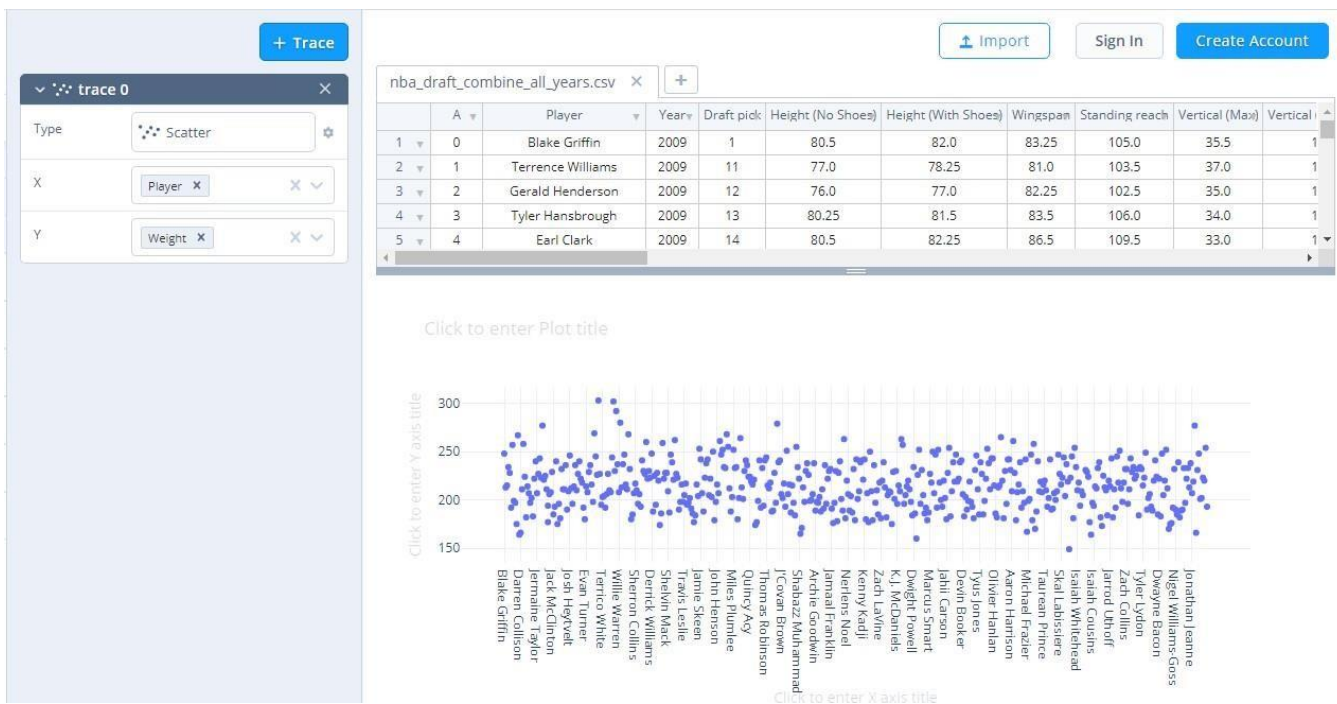 + Trace
Import
Sign In
Create Account
trace 0
Type
Scatter
X
Player
Y
Weight
nba_draft_combine_all_years.csv
A Player Year Draft pick Height (No Shoes) Height (With Shoes) Wingspan Standing reach Vertical (Max) Vertical
1 0 Blake Griffin 2009 1 80.5 82.0 83.25 105.0 35.5 1
2 1 Terrence Williams 2009 11 77.0 78.25 81.0 103.5 37.0 1
3 2 Gerald Henderson 2009 12 76.0 77.0 82.25 102.5 35.0 1
4 3 Tyler Hansbrough 2009 13 80.25 81.5 83.5 106.0 34.0 1
5 4 Earl Clark 2009 14 80.5 82.25 86.5 109.5 33.0 1
Click to enter Plot title
Click to enter Y axis title
300
250
200
150
Blake Griffin
Darren Collison
Jermaine Taylor
Jack McClinton
Josh Heytvelt
Evan Turner
Terrico White
Willie Warren
Sherron Collins
Derrick Williams
Shelvin Mack
Travis Leslie
Jamie Skeen
John Henson
Miles Plumlee
Quincy Acy
Thomas Robinson
J'Covan Brown
Shabazz Muhammad
Archie Goodwin
Jamaal Franklin
Nerlens Noel
Kenny Kadji
Zach LaVine
K.J. McDaniels
Dwight Powell
Marcus Smart
Jahii Carson
Devin Booker
Tyus Jones
Olivier Hanlan
Aaron Harrison
Michael Frazier
Taurean Prince
Skal Labissiere
Isaiah Whitehead
Isaiah Cousins
Jarrod Uthoff
Zach Collins
Tyler Lydon
Dwayne Bacon
Nigel Williams-Goss
Jonathan Jeanne
Click to enter X axis title